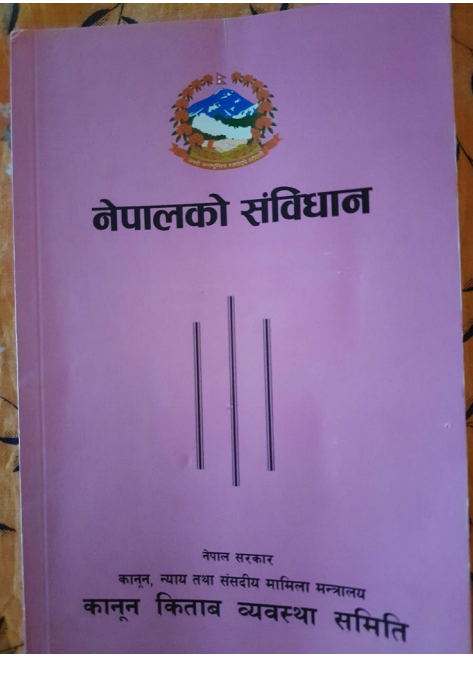 नेपालको संविधान
नेपाल सरकार
कानून, न्याय तथा संसदीय मामिला मन्त्रालय
कानून किताब व्यवस्था समिति